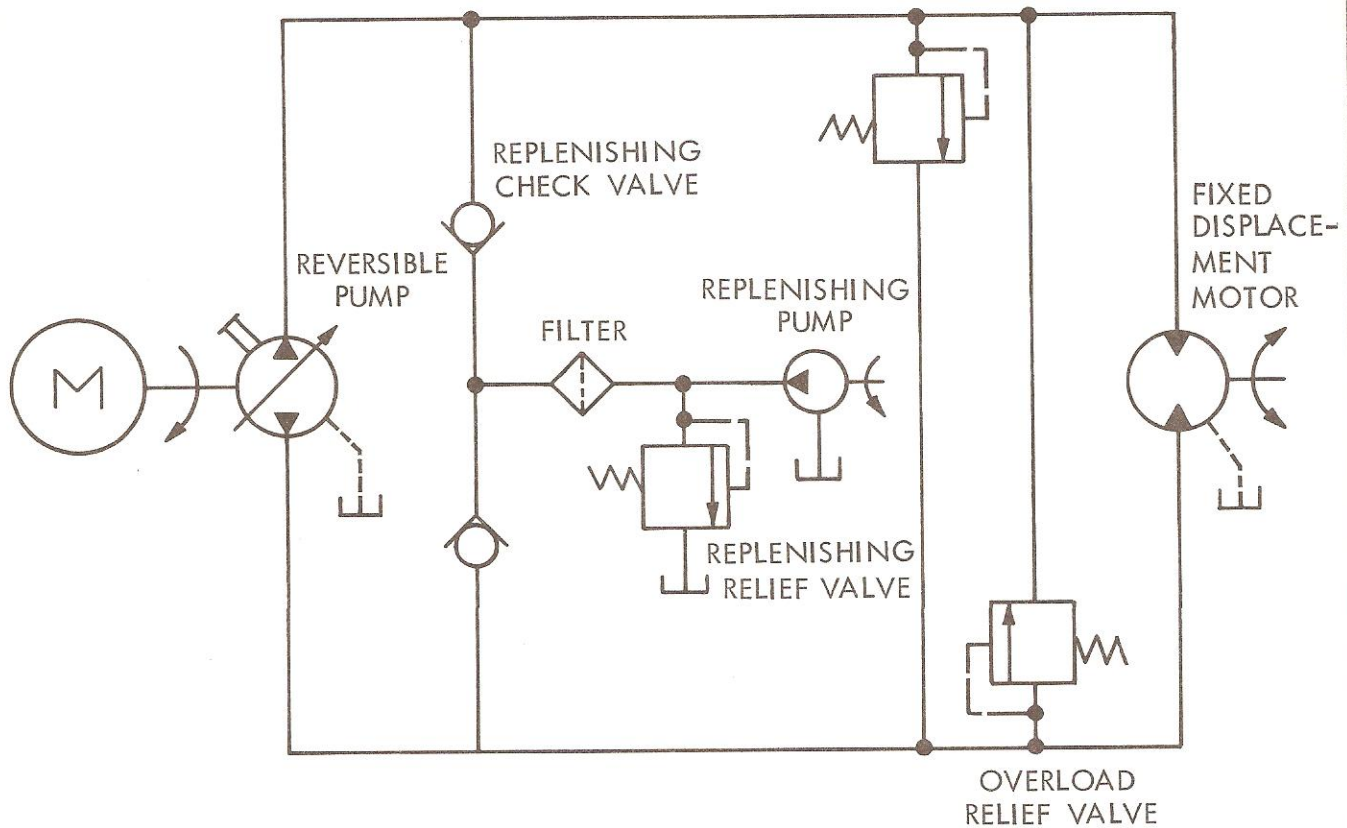 REPLENISHING
CHECK VALVE
REVERSIBLE
PUMP
FILTER
REPLENISHING
PUMP
FIXED
DISPLACE-
MENT
MOTOR
M
REPLENISHING
RELIEF VALVE
OVERLOAD
RELIEF VALVE